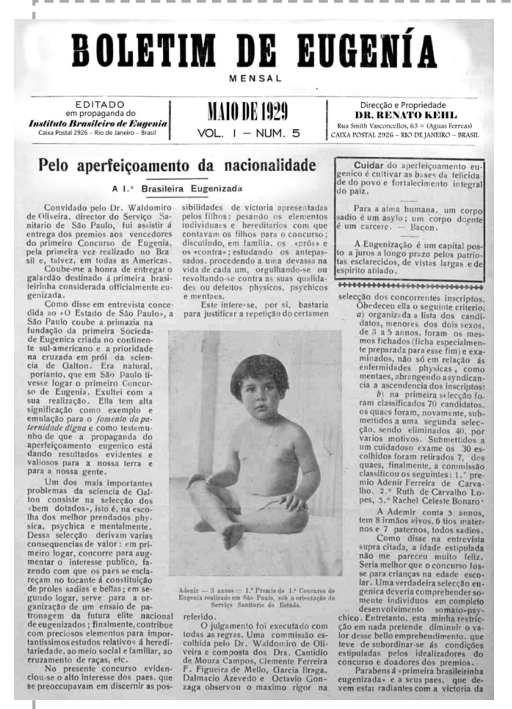 BOLETIM DE EUGENÍA
MENSAL
EDITADO
em propaganda do
Instituto Brasileiro de Eugenia
Caixa Postal 2926 – Rio de Janeiro – Brasil
MAIO DE 1929
VOL. I – NUM. 5
Direcção e Propriedade
DR. RENATO KEHL
Rua Smith Vasconcellos, 63 = (Aguas Ferreas)
CAIXA POSTAL 2926 – RIO DE JANEIRO – BRASIL
Pelo aperfeiçoamento da nacionalidade
A 1.ª Brasileira Eugenizada
Convidado pelo Dr. Waldomiro
de Oliveira, director do Serviço Sa-
nitario de São Paulo, fui assistir á
entrega dos premios aos vencedores
do primeiro Concurso de Eugenia,
pela primeira vez realizado no Bra-
sil e, talvez, em todas as Americas.
Coube-me a honra de entregar o
galardão destinado á primeira brasi-
leirinha considerada officialmente eu-
genizada.
Como disse em entrevista conce-
dida ao «O Estado de São Paulo», a
São Paulo coube a primazia na
fundação da primeira Socieda-
de Eugenica criada no continen-
te sul-americano e a prioridade
na cruzada em pról da scien-
cia de Galton. Era natural,
portanto, que em São Paulo ti-
vesse logar o primeiro Concur-
so de Eugenia. Exultei com a
sua realização. Ella tem alta
significação como exemplo e
emulação para o fomento da pa-
ternidade digna e como testemu-
nho de que a propaganda do
aperfeiçoamento eugenico está
dando resultados evidentes e
valiosos para a nossa terra e
para a nossa gente.
Um dos mais importantes
problemas da sciencia de Gal-
ton consiste na selecção dos
«bem dotados», isto é, na esco-
lha dos melhor prendados phy-
sica, psychica e mentalmente.
Dessa selecção derivam varias
consequencias de valor: em pri-
meiro logar, concorre para aug-
mentar o interesse publico, fa-
zendo com que os paes se escla-
reçam no tocante á constituição
de proles sadias e bellas; em se-
gundo logar, serve para a or-
ganização de um ensaio de pa-
tronagem da futura elite nacional
de eugenizados; finalmente, contribue
com preciosos elementos para impor-
tantissimos estudos relativos á heredi-
tariedade, ao meio social e familiar, ao
cruzamento de raças, etc.
No presente concurso eviden-
ciou-se o alto interesse dos paes, que
se preoccupavam em discernir as pos-
sibilidades de victoria apresentadas
pelos filhos: pesando os elementos
individuaes e hereditarios com que
contavam os filhos para o concurso;
discutindo, em familia, os «prós» e
os «contra»; estudando os antepas-
sados, procedendo a uma devassa na
vida de cada um, orgulhando-se ou
revoltando-se contra as suas qualida-
des ou defeitos physicos, psychicos
e mentaes.
Este interesse, por si, bastaria
para justificar a repetição do certamen
Adenir — 3 annos — 1.º Premio do 1.º Concurso de
Eugenia realizado em São Paulo, sob a orientação do
Serviço Sanitario do Estado.
referido.
O julgamento foi executado com
todas as regras. Uma commissão es-
colhida pelo Dr. Waldomiro de Oli-
veira e composta dos Drs. Cantidio
de Moura Campos, Clemente Ferreira
F. Figueira de Mello, Garcia Braga,
Dalmacio Azevedo e Octavio Gon-
zaga observou o maximo rigor na
Cuidar do aperfeiçoamento eu-
genico é cultivar as bases da felicida-
de do povo e fortalecimento integral
do paiz.
Para a alma humana, um corpo
sadio é um asylo; um corpo doente
é um carcere. — Bacon.
A Eugenização é um capital pos-
to a juros a longo prazo pelos patrio-
tas esclarecidos, de vistas largas e de
espirito atilado.
selecção dos concorrentes inscriptos.
Obedeceu ella o seguinte criterio:
a) organizada a lista dos candi-
datos, menores dos dois sexos,
de 3 a 5 annos, foram os mes-
mos fichados (ficha especialmen-
te preparada para esse fim) e exa-
minados, não só em relação ás
enfermidades physicas, como
mentaes, abrangendo a syndican-
cia a ascendencia dos inscriptos;
b) na primeira selecção fo-
ram classificados 70 candidatos,
os quaes foram, novamente, sub-
mettidos a uma segunda selec-
ção, sendo eliminados 40, por
varios motivos. Submettidos a
um cuidadoso exame os 30 es-
colhidos foram retirados 7, dos
quaes, finalmente, a commissão
classificou os seguintes: 1.º pre-
mio Adenir Ferreira de Carva-
lho, 2.º Ruth de Carvalho Lo-
pes, 3.º Rachel Celeste Bonaro
A Ademir conta 3 annos,
tem 8 irmãos vivos, 6 tios mater-
nos e 7 paternos, todos sadios.
Como disse na entrevista
supra citada, a idade estipulada
não me pareceu muito feliz.
Seria melhor que o concurso fos-
se para crianças na edade esco-
lar. Uma verdadeira selecção eu-
genica deveria comprehender so-
mente individuos em completo
desenvolvimento somato-psy-
chico. Entretanto, esta minha restric-
ção em nada pretende diminuir o va-
lor desse bello emprehendimento, que
teve de subordinar-se ás condições
estipuladas pelos idealizadores do
concurso e doadores dos premios.
Parabens á «primeira brasileirinha
eugenizada» e a seus paes, que de-
vem estar radiantes com a victoria da